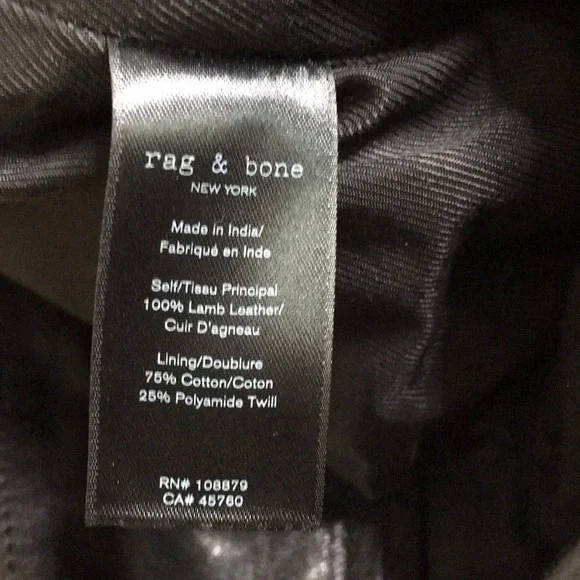 rag & bone
NEW YORK
Made in India/
Fabriqué en Inde
Self/Tissu Principal
100% Lamb Leather/
Cuir D'agneau
Lining/Doublure
75% Cotton/Coton
25% Polyamide Twill
RN# 108879
CA# 45760